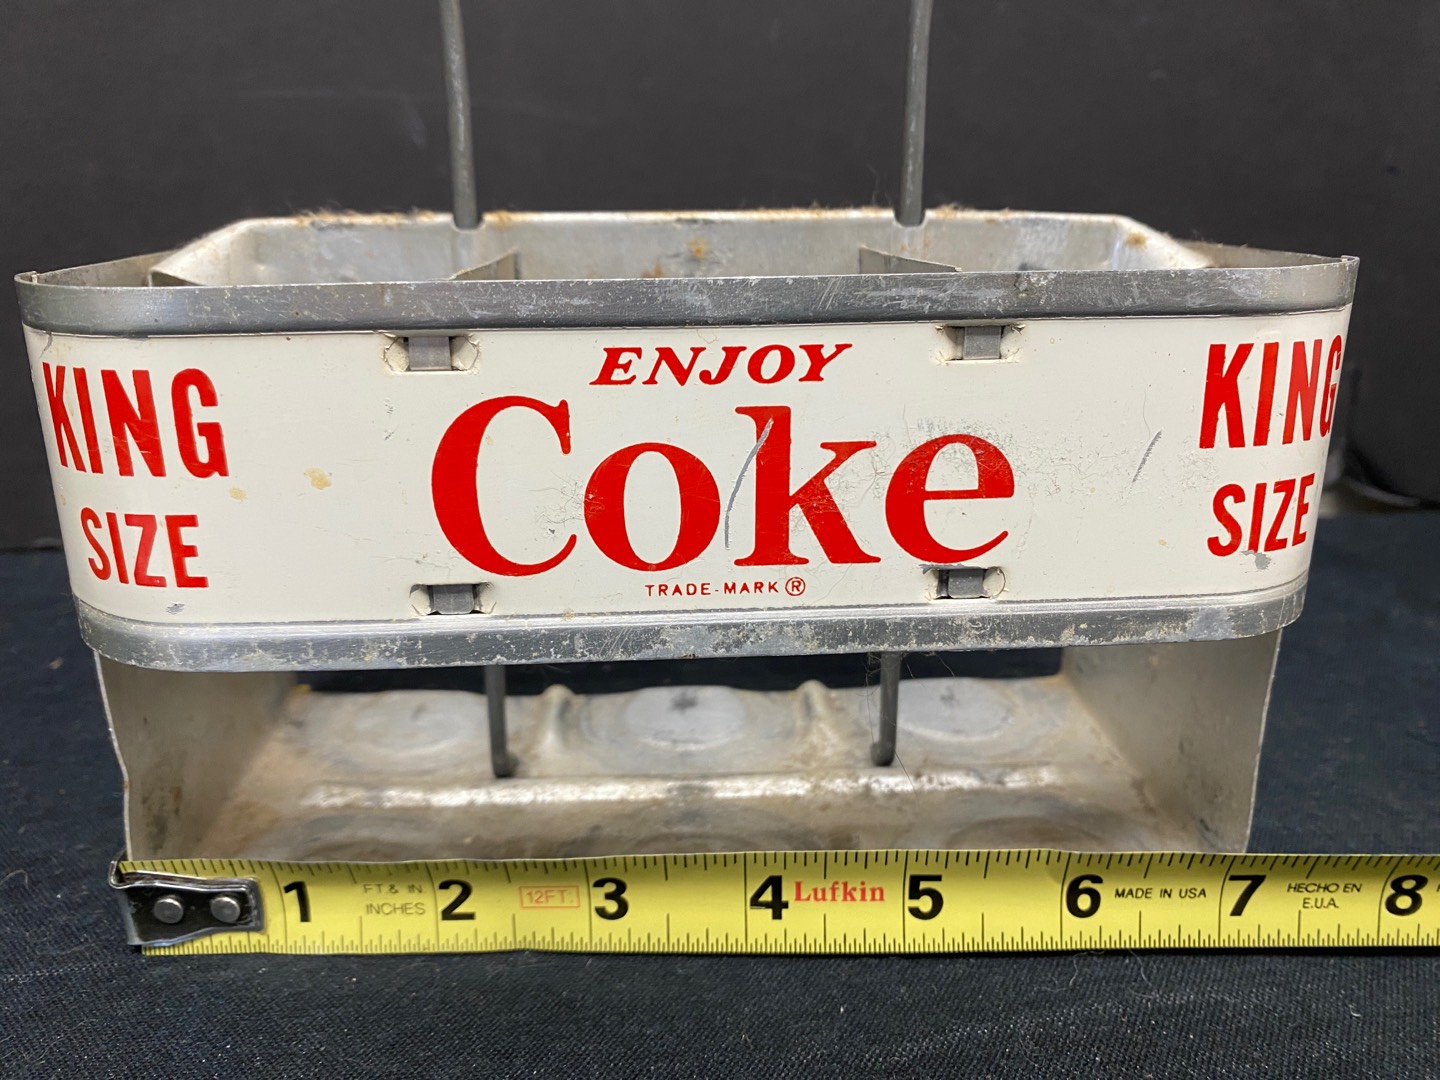 ENJOY
KING
SIZE
Coke
TRADE-MARK ®
KING
SIZE
1 FT & IN. INCHES 2 12FT. 3 4 Lufkin 5 6 MADE IN USA 7 HECHO EN E.U.A. 8